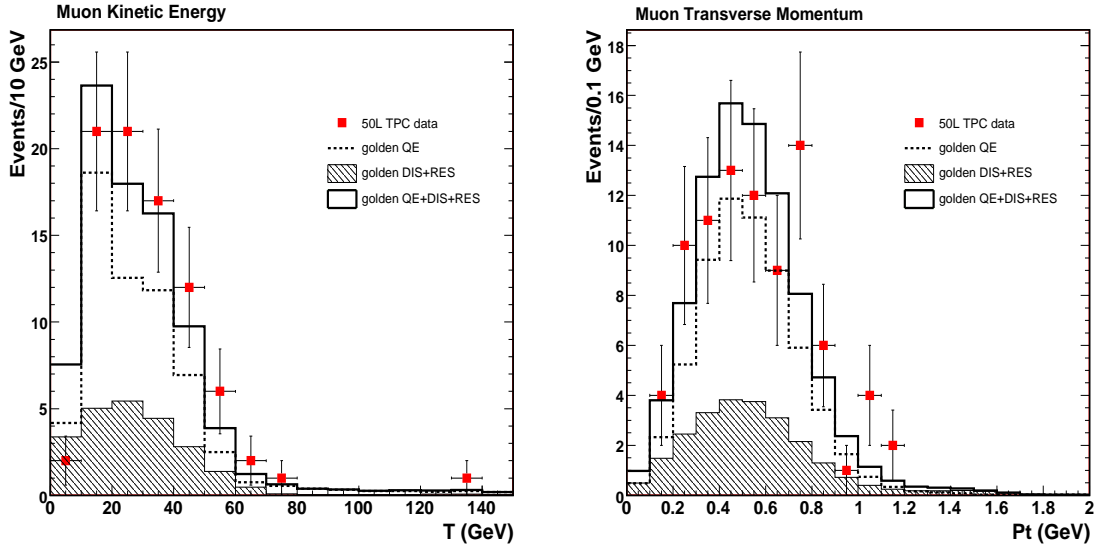 Muon Kinetic Energy
Events/10 GeV
25
20
15
10
5
0
50L TPC data
golden QE
golden DIS+RES
golden QE+DIS+RES
0 20 40 60 80 100 120 140
T (GeV)
Muon Transverse Momentum
Events/0.1 GeV
18
16
14
12
10
8
6
4
2
0
50L TPC data
golden QE
golden DIS+RES
golden QE+DIS+RES
0 0.2 0.4 0.6 0.8 1 1.2 1.4 1.6 1.8 2
Pt (GeV)